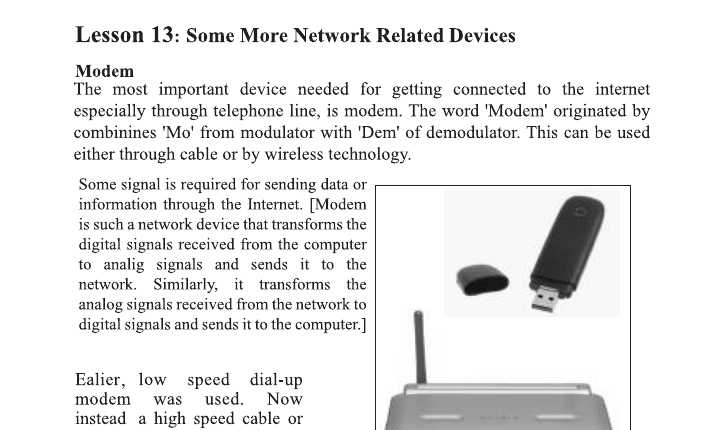 Lesson 13: Some More Network Related Devices
Modem
The most important device needed for getting connected to the internet
especially through telephone line, is modem. The word 'Modem' originated by
combinines 'Mo' from modulator with 'Dem' of demodulator. This can be used
either through cable or by wireless technology.
Some signal is required for sending data or
information through the Internet. [Modem
is such a network device that transforms the
digital signals received from the computer
to analig signals and sends it to the
network. Similarly, it transforms the
analog signals received from the network to
digital signals and sends it to the computer.]
Ealier, low speed dial-up
modem was used. Now
instead a high speed cable or